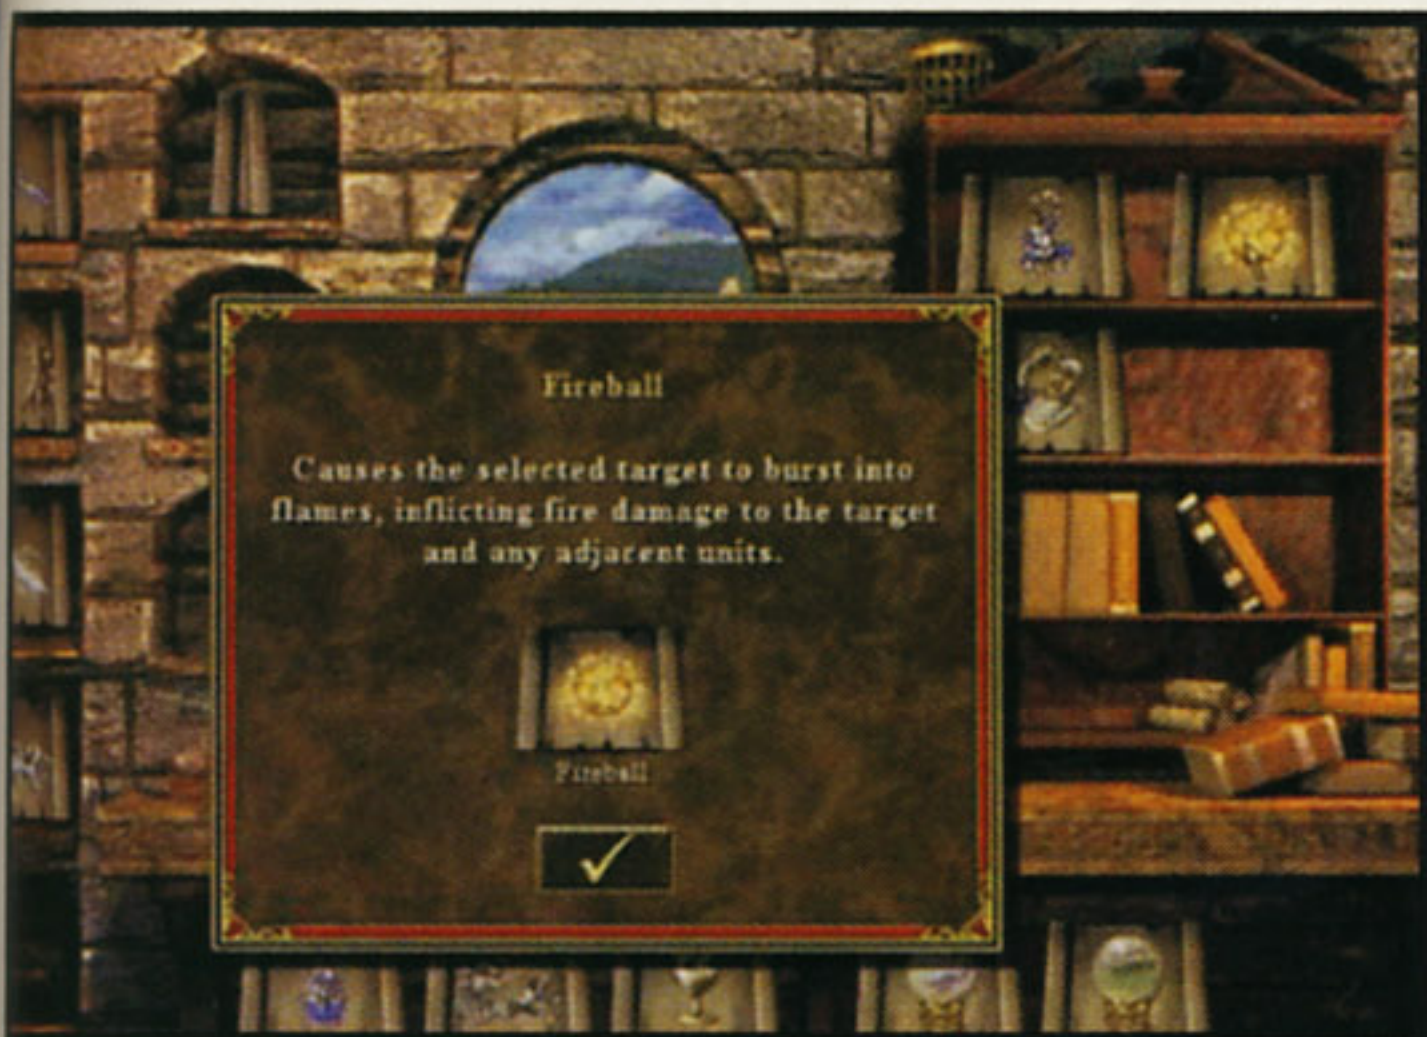 Fireball
Causes the selected target to burst into
flames, inflicting fire damage to the target
and any adjacent units.
Fireball